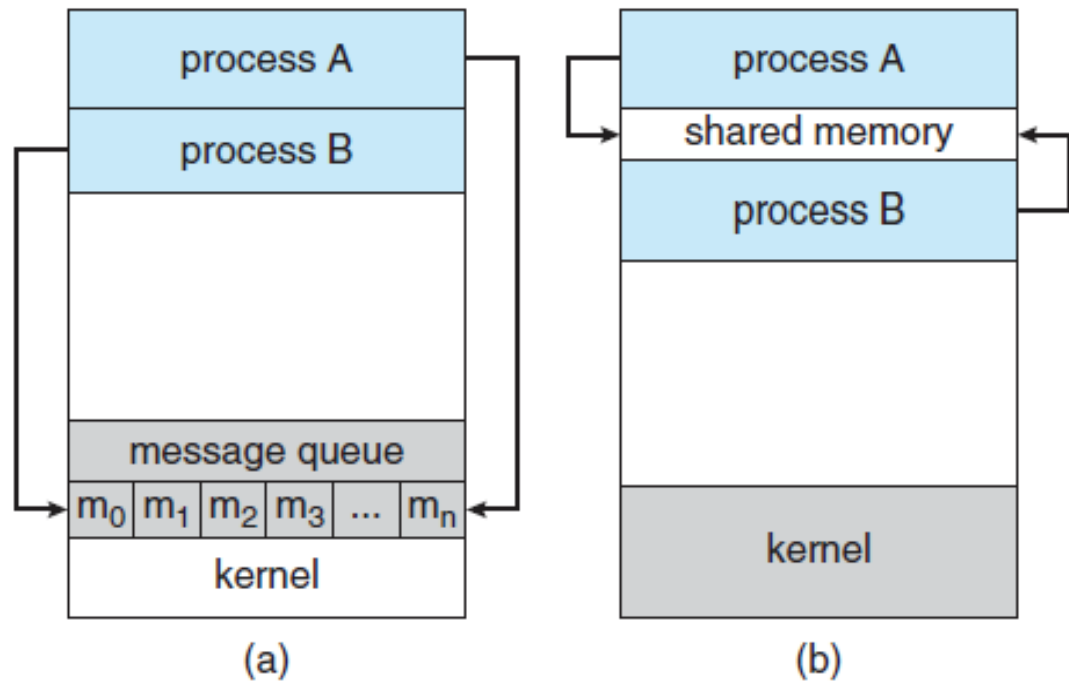 process A
process B
message queue
m₀ m₁ m₂ m₃ ... mₙ
kernel
(a)
process A
shared memory
process B
kernel
(b)